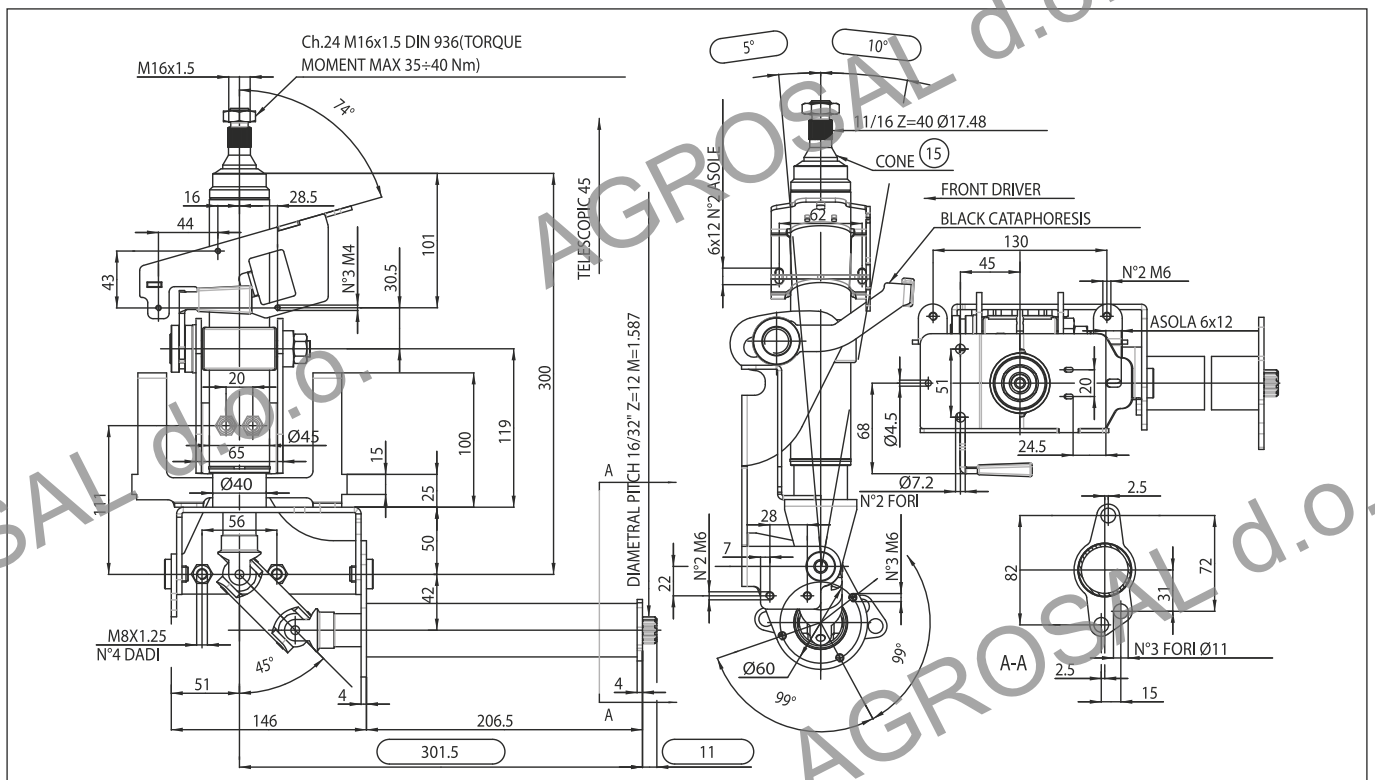 Ch.24 M16x1.5 DIN 936(TORQUE
MOMENT MAX 35÷40 Nm)
M16x1.5
74°
16
28.5
44
43
101
N°3 M4
30.5
300
20
Ø45
65
Ø40
56
15
100
119
25
50
42
111
M8X1.25
N°4 DADI
45°
51
4
146
206.5
4
301.5
11
TELESCOPIC 45
DIAMETRAL PITCH 16/32" Z=12 M=1.587
A
A
5°
10°
11/16 Z=40 Ø17.48
CONE 15
FRONT DRIVER
BLACK CATAPHORESIS
6x12 N°2 ASOLE
62
28
7
N°2 M6
22
N°3 M6
Ø60
99°
99°
130
45
N°2 M6
ASOLA 6x12
51
20
68
Ø4.5
24.5
Ø7.2
N°2 FORI
2.5
82
72
31
N°3 FORI Ø11
A-A
2.5
15
AGROSAL d.o.o.
AGROSAL d.o.o.
SAL d.o.o.